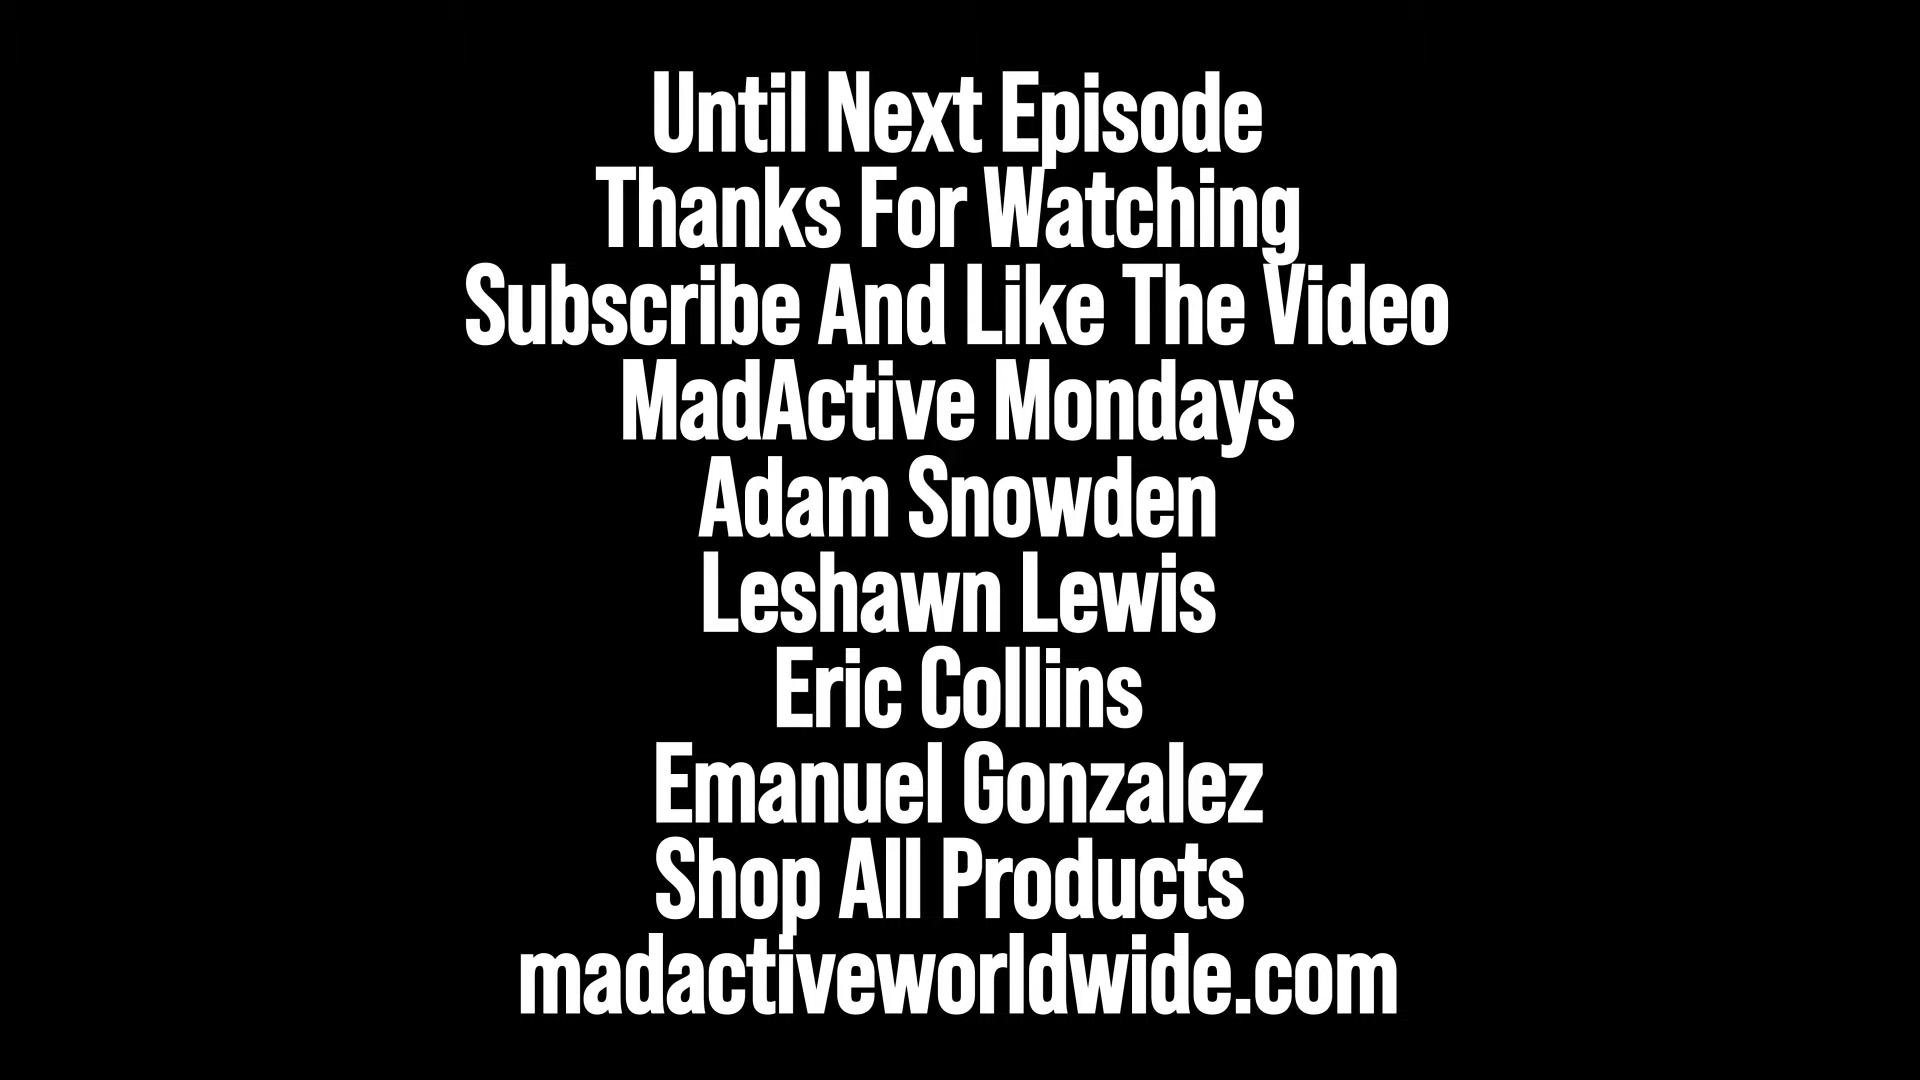 Until Next Episode
Thanks For Watching
Subscribe And Like The Video
MadActive Mondays
Adam Snowden
Leshawn Lewis
Eric Collins
Emanuel Gonzalez
Shop All Products
madactiveworldwide.com